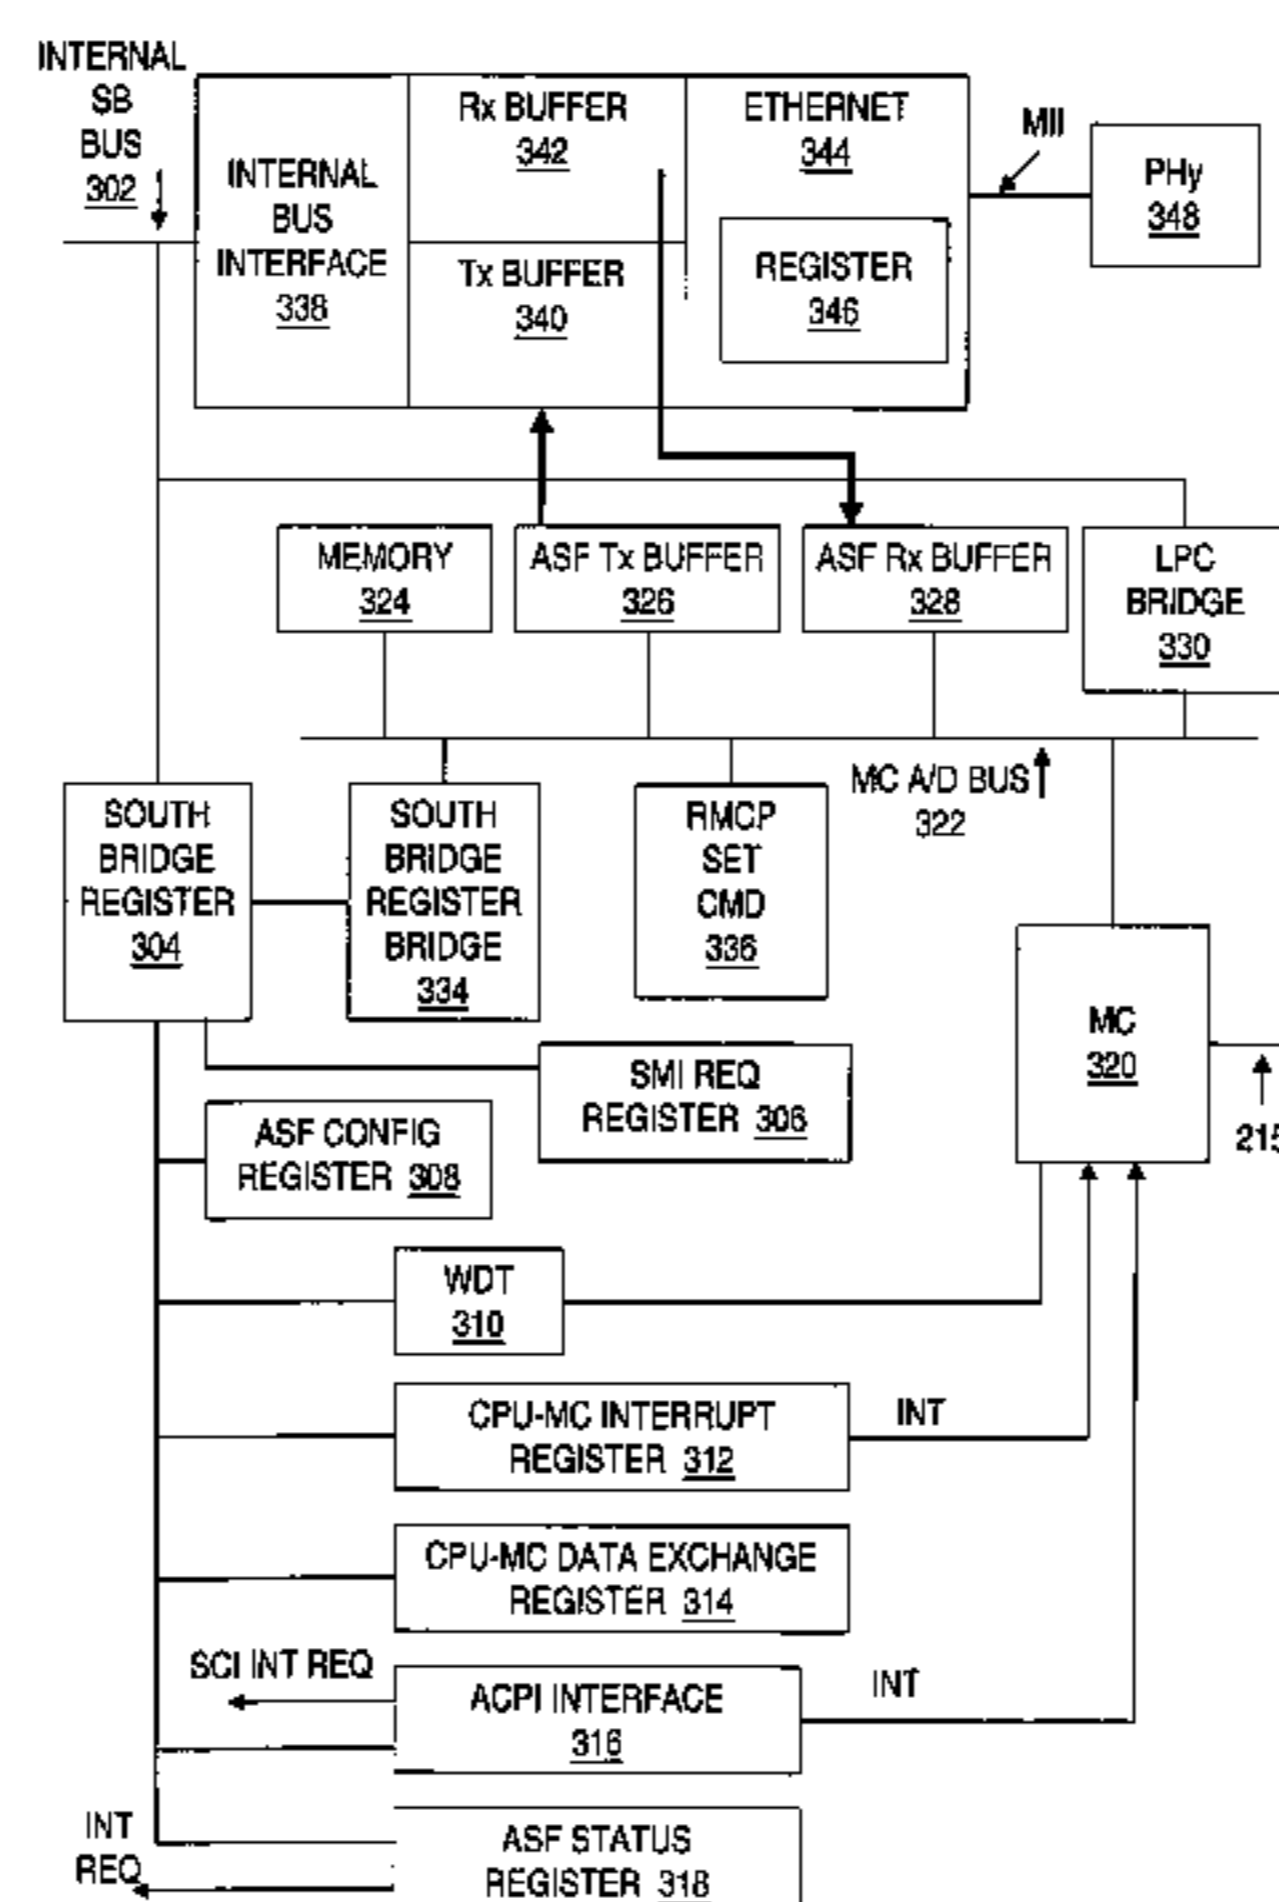 INTERNAL
SB
BUS
302
INTERNAL
BUS
INTERFACE
338
Rx BUFFER
342
Tx BUFFER
340
ETHERNET
344
REGISTER
346
MII
PHy
348
MEMORY
324
ASF Tx BUFFER
326
ASF Rx BUFFER
328
LPC
BRIDGE
330
MC A/D BUS
322
SOUTH
BRIDGE
REGISTER
304
SOUTH
BRIDGE
REGISTER
BRIDGE
334
RMCP
SET
CMD
336
MC
320
215
SMI REQ
REGISTER 306
ASF CONFIG
REGISTER 308
WDT
310
CPU-MC INTERRUPT
REGISTER 312
INT
CPU-MC DATA EXCHANGE
REGISTER 314
SCI INT REQ
ACPI INTERFACE
316
INT
INT
REQ
ASF STATUS
REGISTER 318